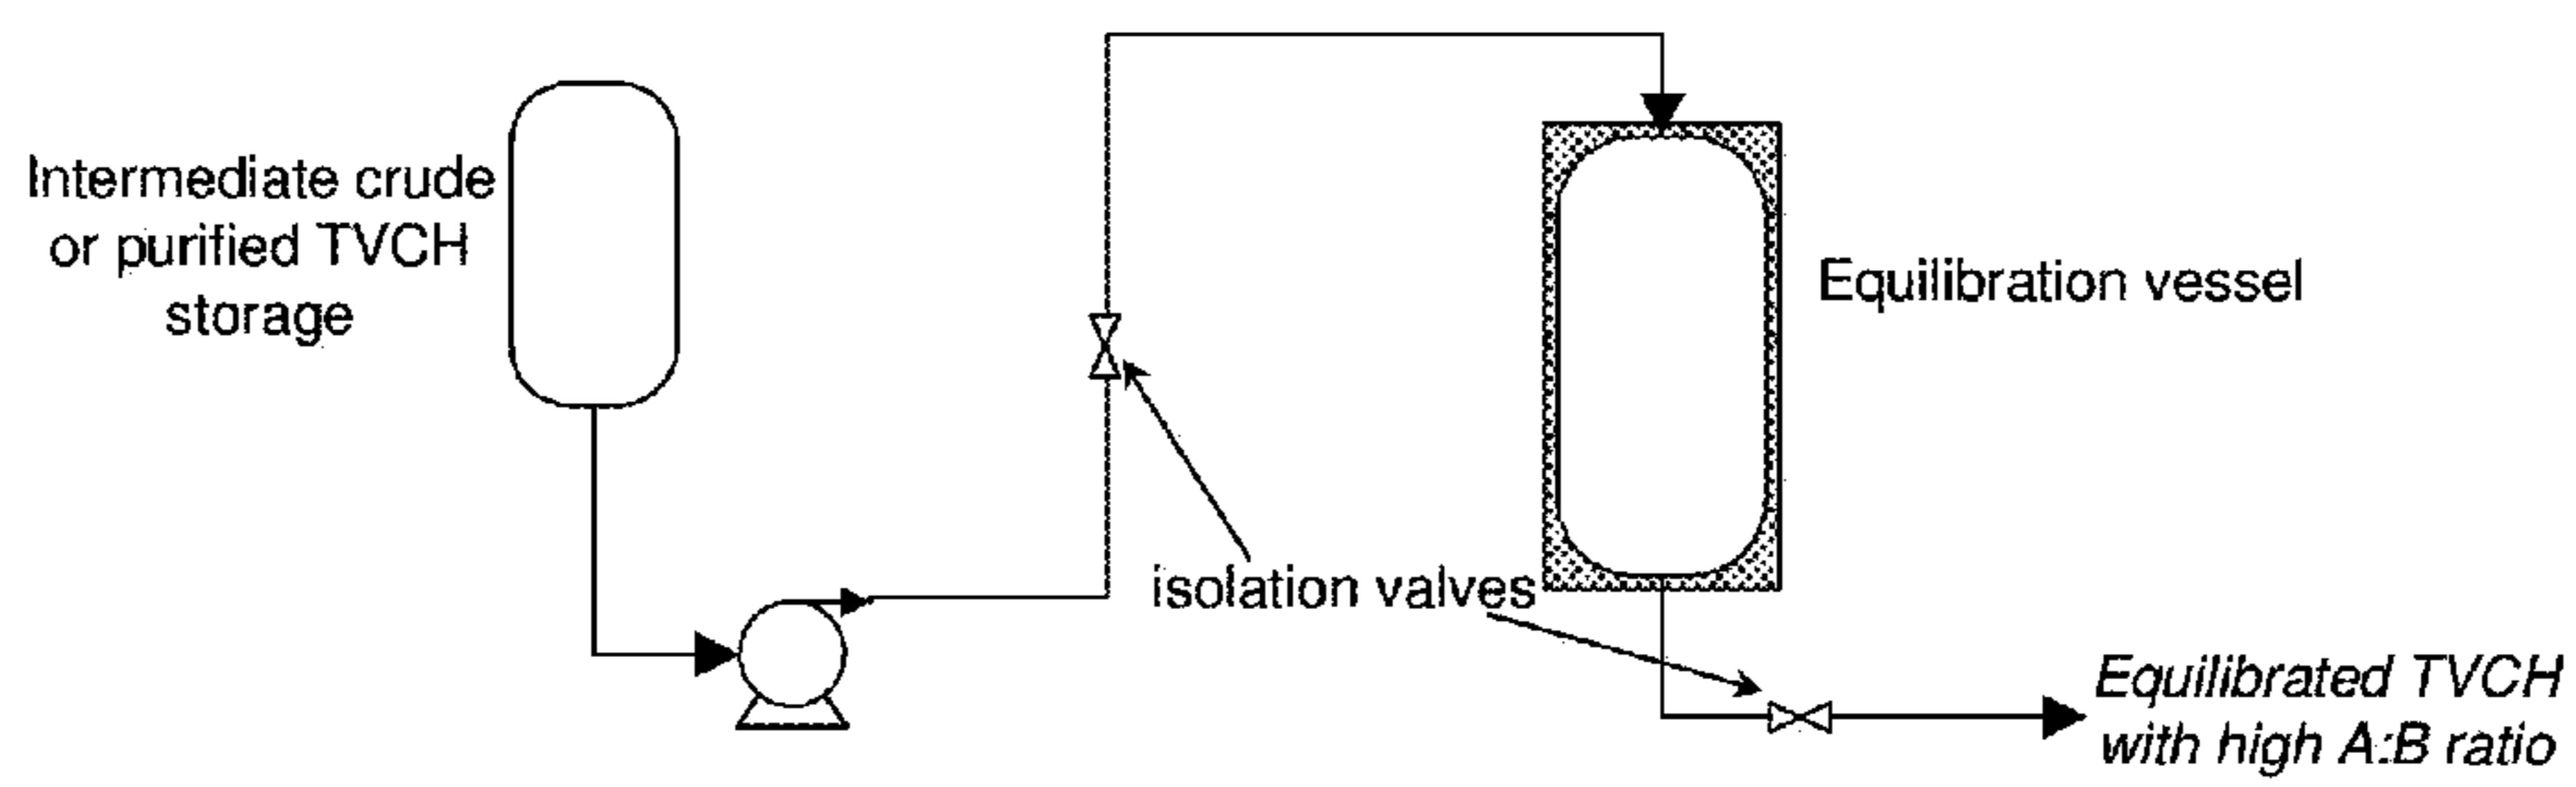 Intermediate crude
or purified TVCH
storage
Equilibration vessel
isolation valves
Equilibrated TVCH
with high A:B ratio